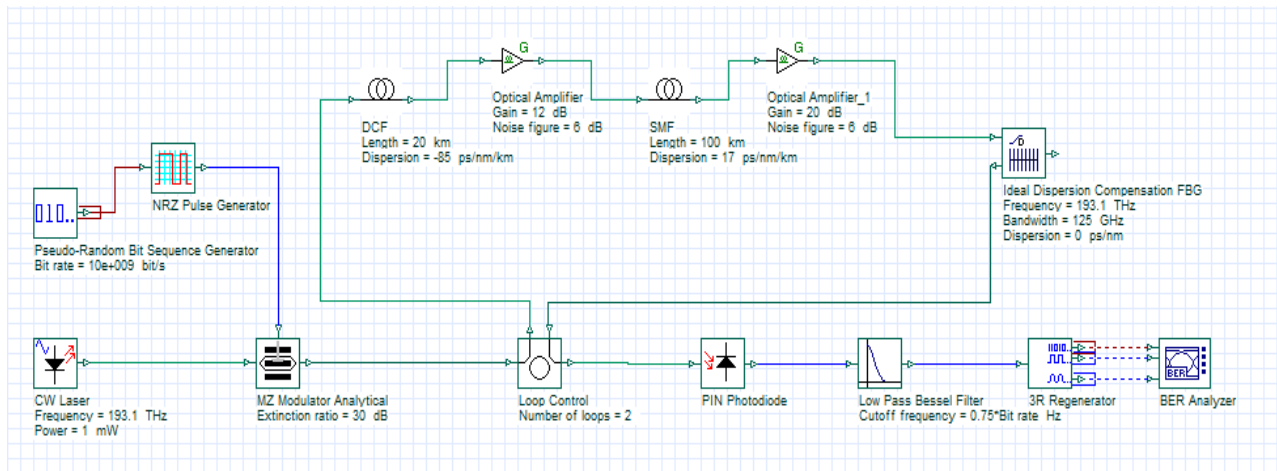 G
G
Optical Amplifier
Gain = 12 dB
Noise figure = 6 dB
Optical Amplifier_1
Gain = 20 dB
Noise figure = 6 dB
DCF
Length = 20 km
Dispersion = -85 ps/nm/km
SMF
Length = 100 km
Dispersion = 17 ps/nm/km
D
Ideal Dispersion Compensation FBG
Frequency = 193.1 THz
Bandwidth = 125 GHz
Dispersion = 0 ps/nm
NRZ Pulse Generator
010..
Pseudo-Random Bit Sequence Generator
Bit rate = 10e+009 bit/s
CW Laser
Frequency = 193.1 THz
Power = 1 mW
MZ Modulator Analytical
Extinction ratio = 30 dB
Loop Control
Number of loops = 2
PIN Photodiode
Low Pass Bessel Filter
Cutoff frequency = 0.75*Bit rate Hz
3R Regenerator
BER
BER Analyzer